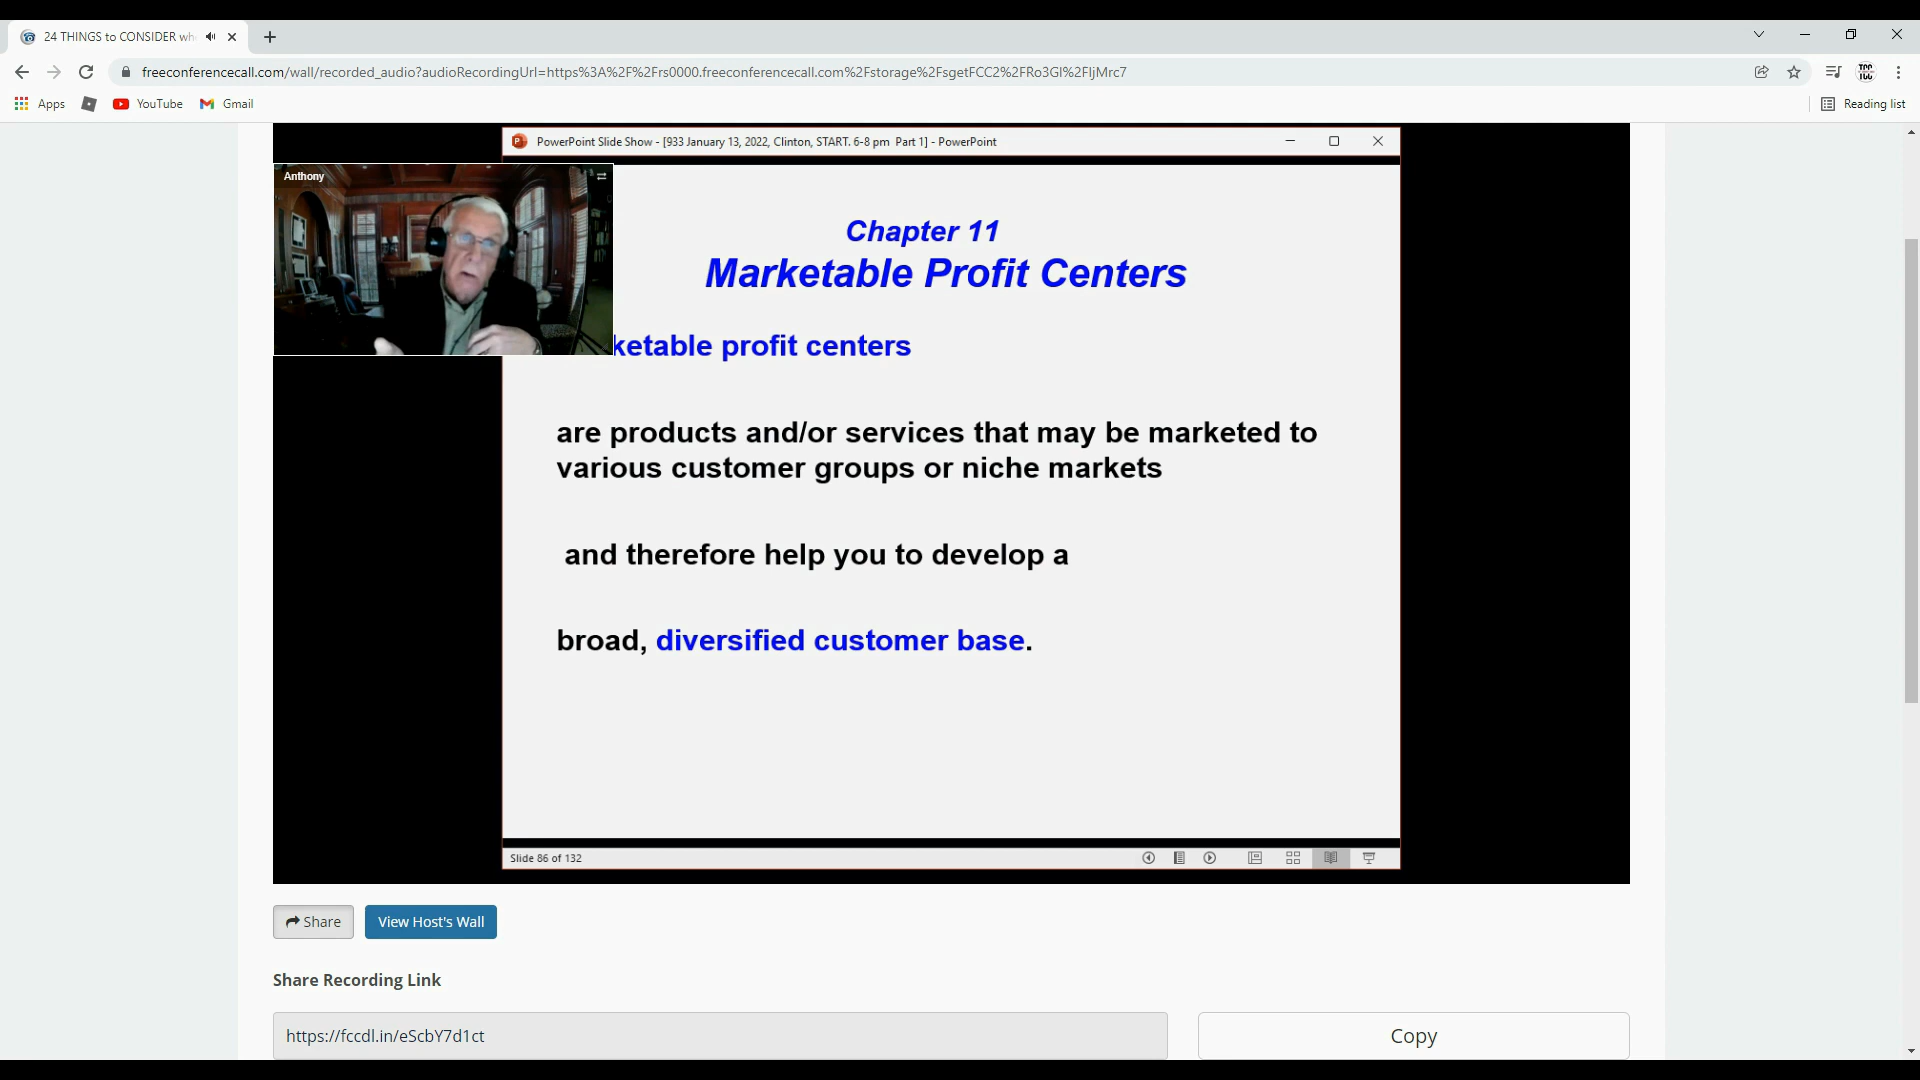 24 THINGS to CONSIDER wh
freeconferencecall.com/wall/recorded_audio?audioRecordingUrl=https%3A%2F%2Frs0000.freeconferencecall.com%2Fstorage%2FsgetFCC2%2FRo3GI%2FIjMrc7
Apps YouTube Gmail Reading list
PowerPoint Slide Show - [933 January 13, 2022, Clinton, START. 6-8 pm Part 1] - PowerPoint
Anthony
Chapter 11
Marketable Profit Centers
ketable profit centers
are products and/or services that may be marketed to
various customer groups or niche markets
and therefore help you to develop a
broad, diversified customer base.
Slide 86 of 132
Share View Host's Wall
Share Recording Link
https://fccdl.in/eScbY7d1ct Copy